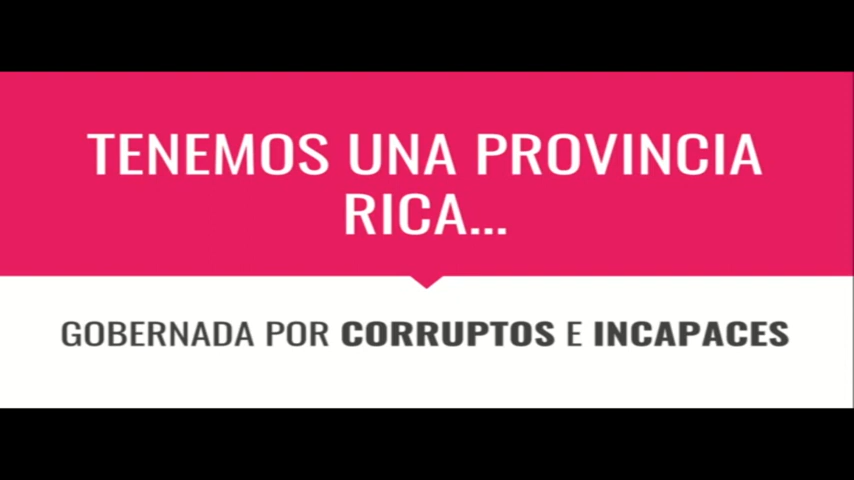 TENEMOS UNA PROVINCIA
RICA...
GOBERNADA POR CORRUPTOS E INCAPACES